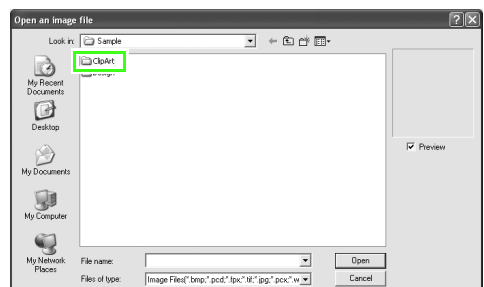 Open an image file
Look in: Sample
ClipArt
Design
My Recent
Documents
Desktop
My Documents
My Computer
My Network
Places
Preview
File name:
Open
Files of type: Image Files(*.bmp;*.pcd;*.fpx;*.tif;*.jpg;*.pcx;*.w
Cancel